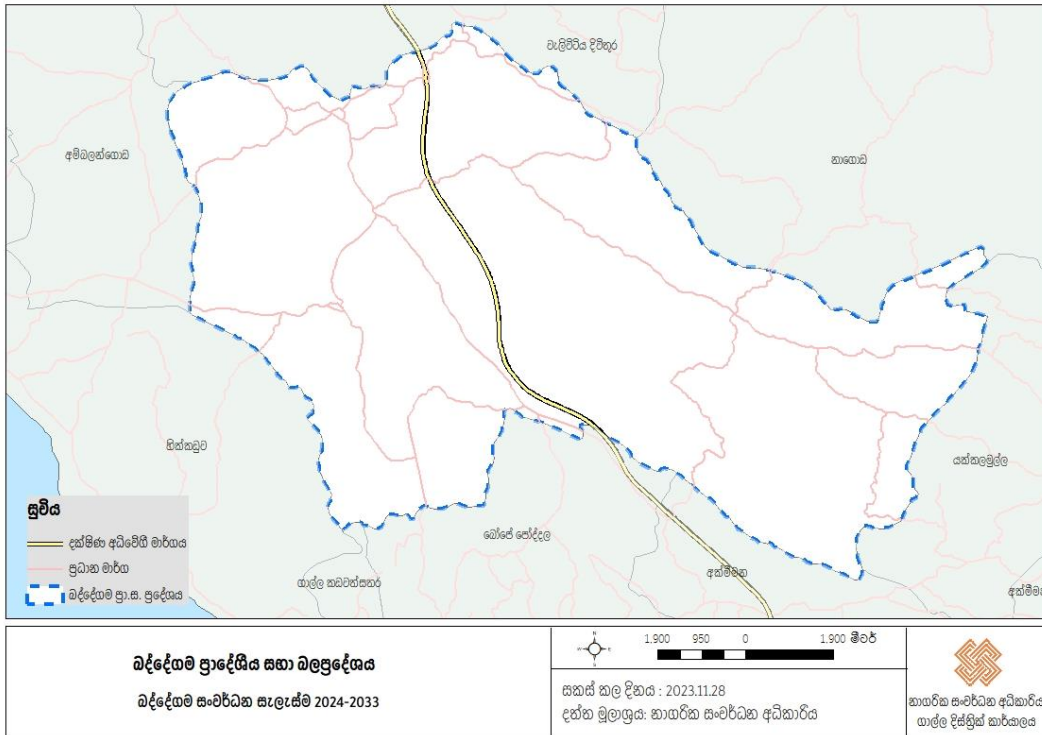 වැලිවිටිය දිවිතුර
අම්බලන්ගොඩ
නාගොඩ
හික්කඩුව
යක්කලමුල්ල
බෝපේ පෝද්දල
ගාල්ල කඩවත්සතර
අක්මීමන
අක්මීමන
සූචිය
දක්ෂිණ අධිවේගී මාර්ගය
ප්‍රධාන මාර්ග
බද්දේගම ප්‍රා.ස. ප්‍රදේශය
බද්දේගම ප්‍රාදේශීය සභා බලප්‍රදේශය
බද්දේගම සංවර්ධන සැලැස්ම 2024-2033
N
W E
S
1,900 950 0 1,900 මීටර්
සකස් කල දිනය : 2023.11.28
දත්ත මූලාශ්‍රය: නාගරික සංවර්ධන අධිකාරිය
නාගරික සංවර්ධන අධිකාරිය
ගාල්ල දිස්ත්‍රික් කාර්යාලය